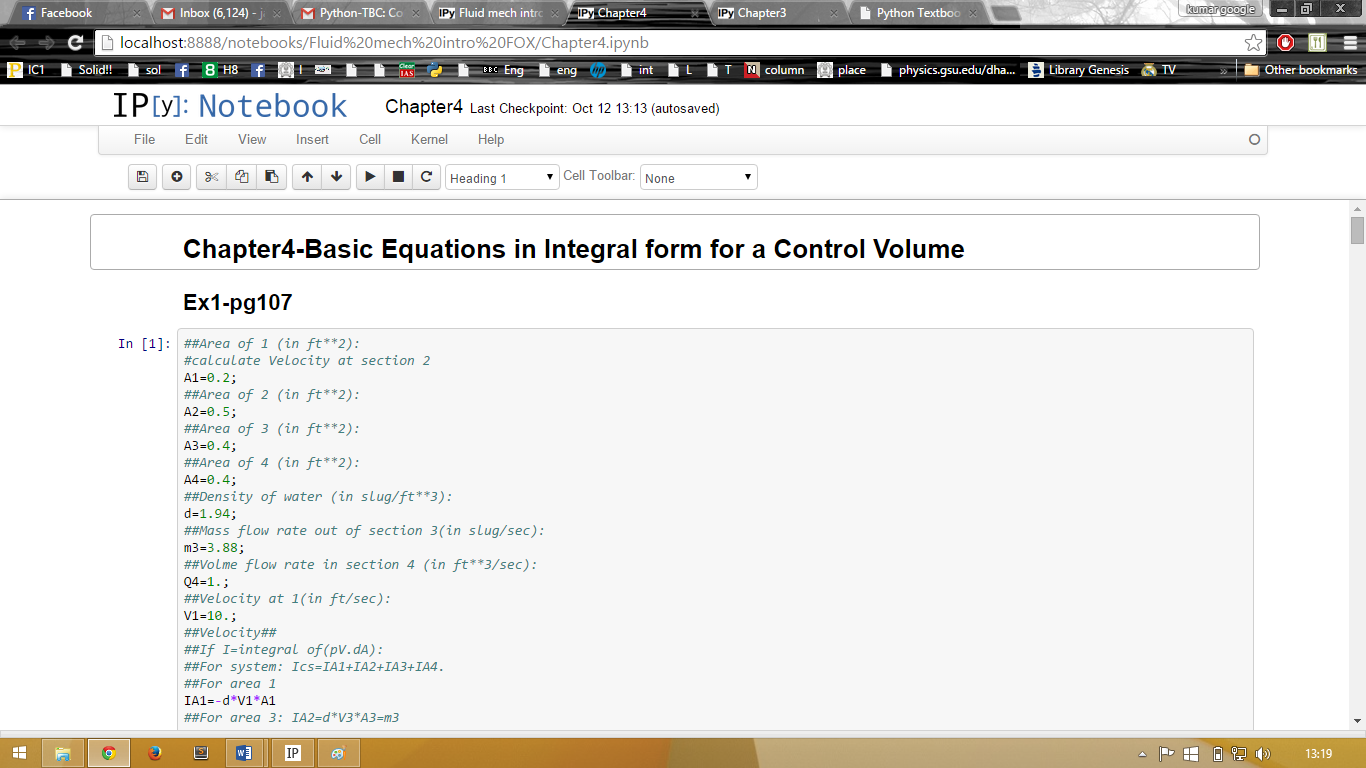 Facebook
Inbox (6,124) - j
Python-TBC: Co
IPy Fluid mech intro
IPy Chapter4
IPy Chapter3
Python Textboo
kumar google
localhost:8888/notebooks/Fluid%20mech%20intro%20FOX/Chapter4.ipynb
IC1 Solid!! sol H8 I Clear IAS BBC Eng eng int L T column place physics.gsu.edu/dha... Library Genesis TV » Other bookmarks
IP[y]: Notebook Chapter4 Last Checkpoint: Oct 12 13:13 (autosaved)
File Edit View Insert Cell Kernel Help
Heading 1 Cell Toolbar: None
Chapter4-Basic Equations in Integral form for a Control Volume
Ex1-pg107
In [1]: ##Area of 1 (in ft**2):
#calculate Velocity at section 2
A1=0.2;
##Area of 2 (in ft**2):
A2=0.5;
##Area of 3 (in ft**2):
A3=0.4;
##Area of 4 (in ft**2):
A4=0.4;
##Density of water (in slug/ft**3):
d=1.94;
##Mass flow rate out of section 3(in slug/sec):
m3=3.88;
##Volme flow rate in section 4 (in ft**3/sec):
Q4=1.;
##Velocity at 1(in ft/sec):
V1=10.;
##Velocity##
##If I=integral of(pV.dA):
##For system: Ics=IA1+IA2+IA3+IA4.
##For area 1
IA1=-d*V1*A1
##For area 3: IA2=d*V3*A3=m3
IP
13:19